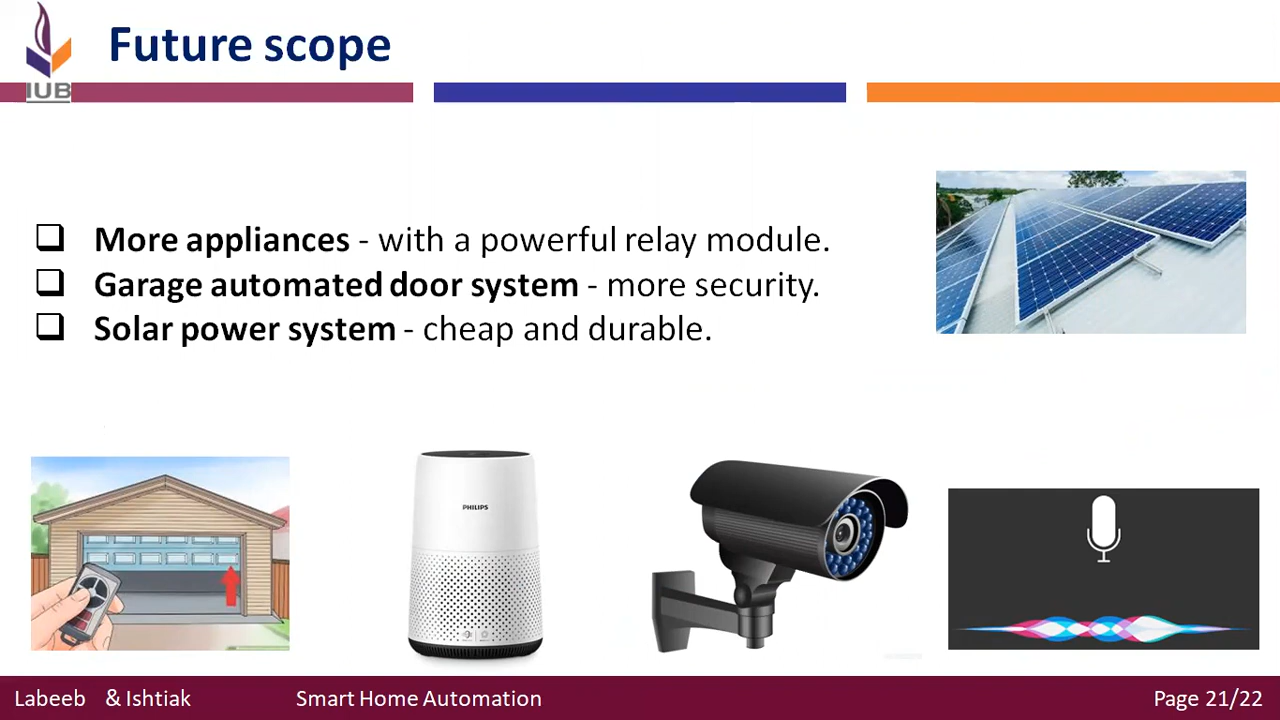 Future scope
IUB
More appliances - with a powerful relay module.
Garage automated door system - more security.
Solar power system - cheap and durable.
PHILIPS
Labeeb & Ishtiak
Smart Home Automation
Page 21/22